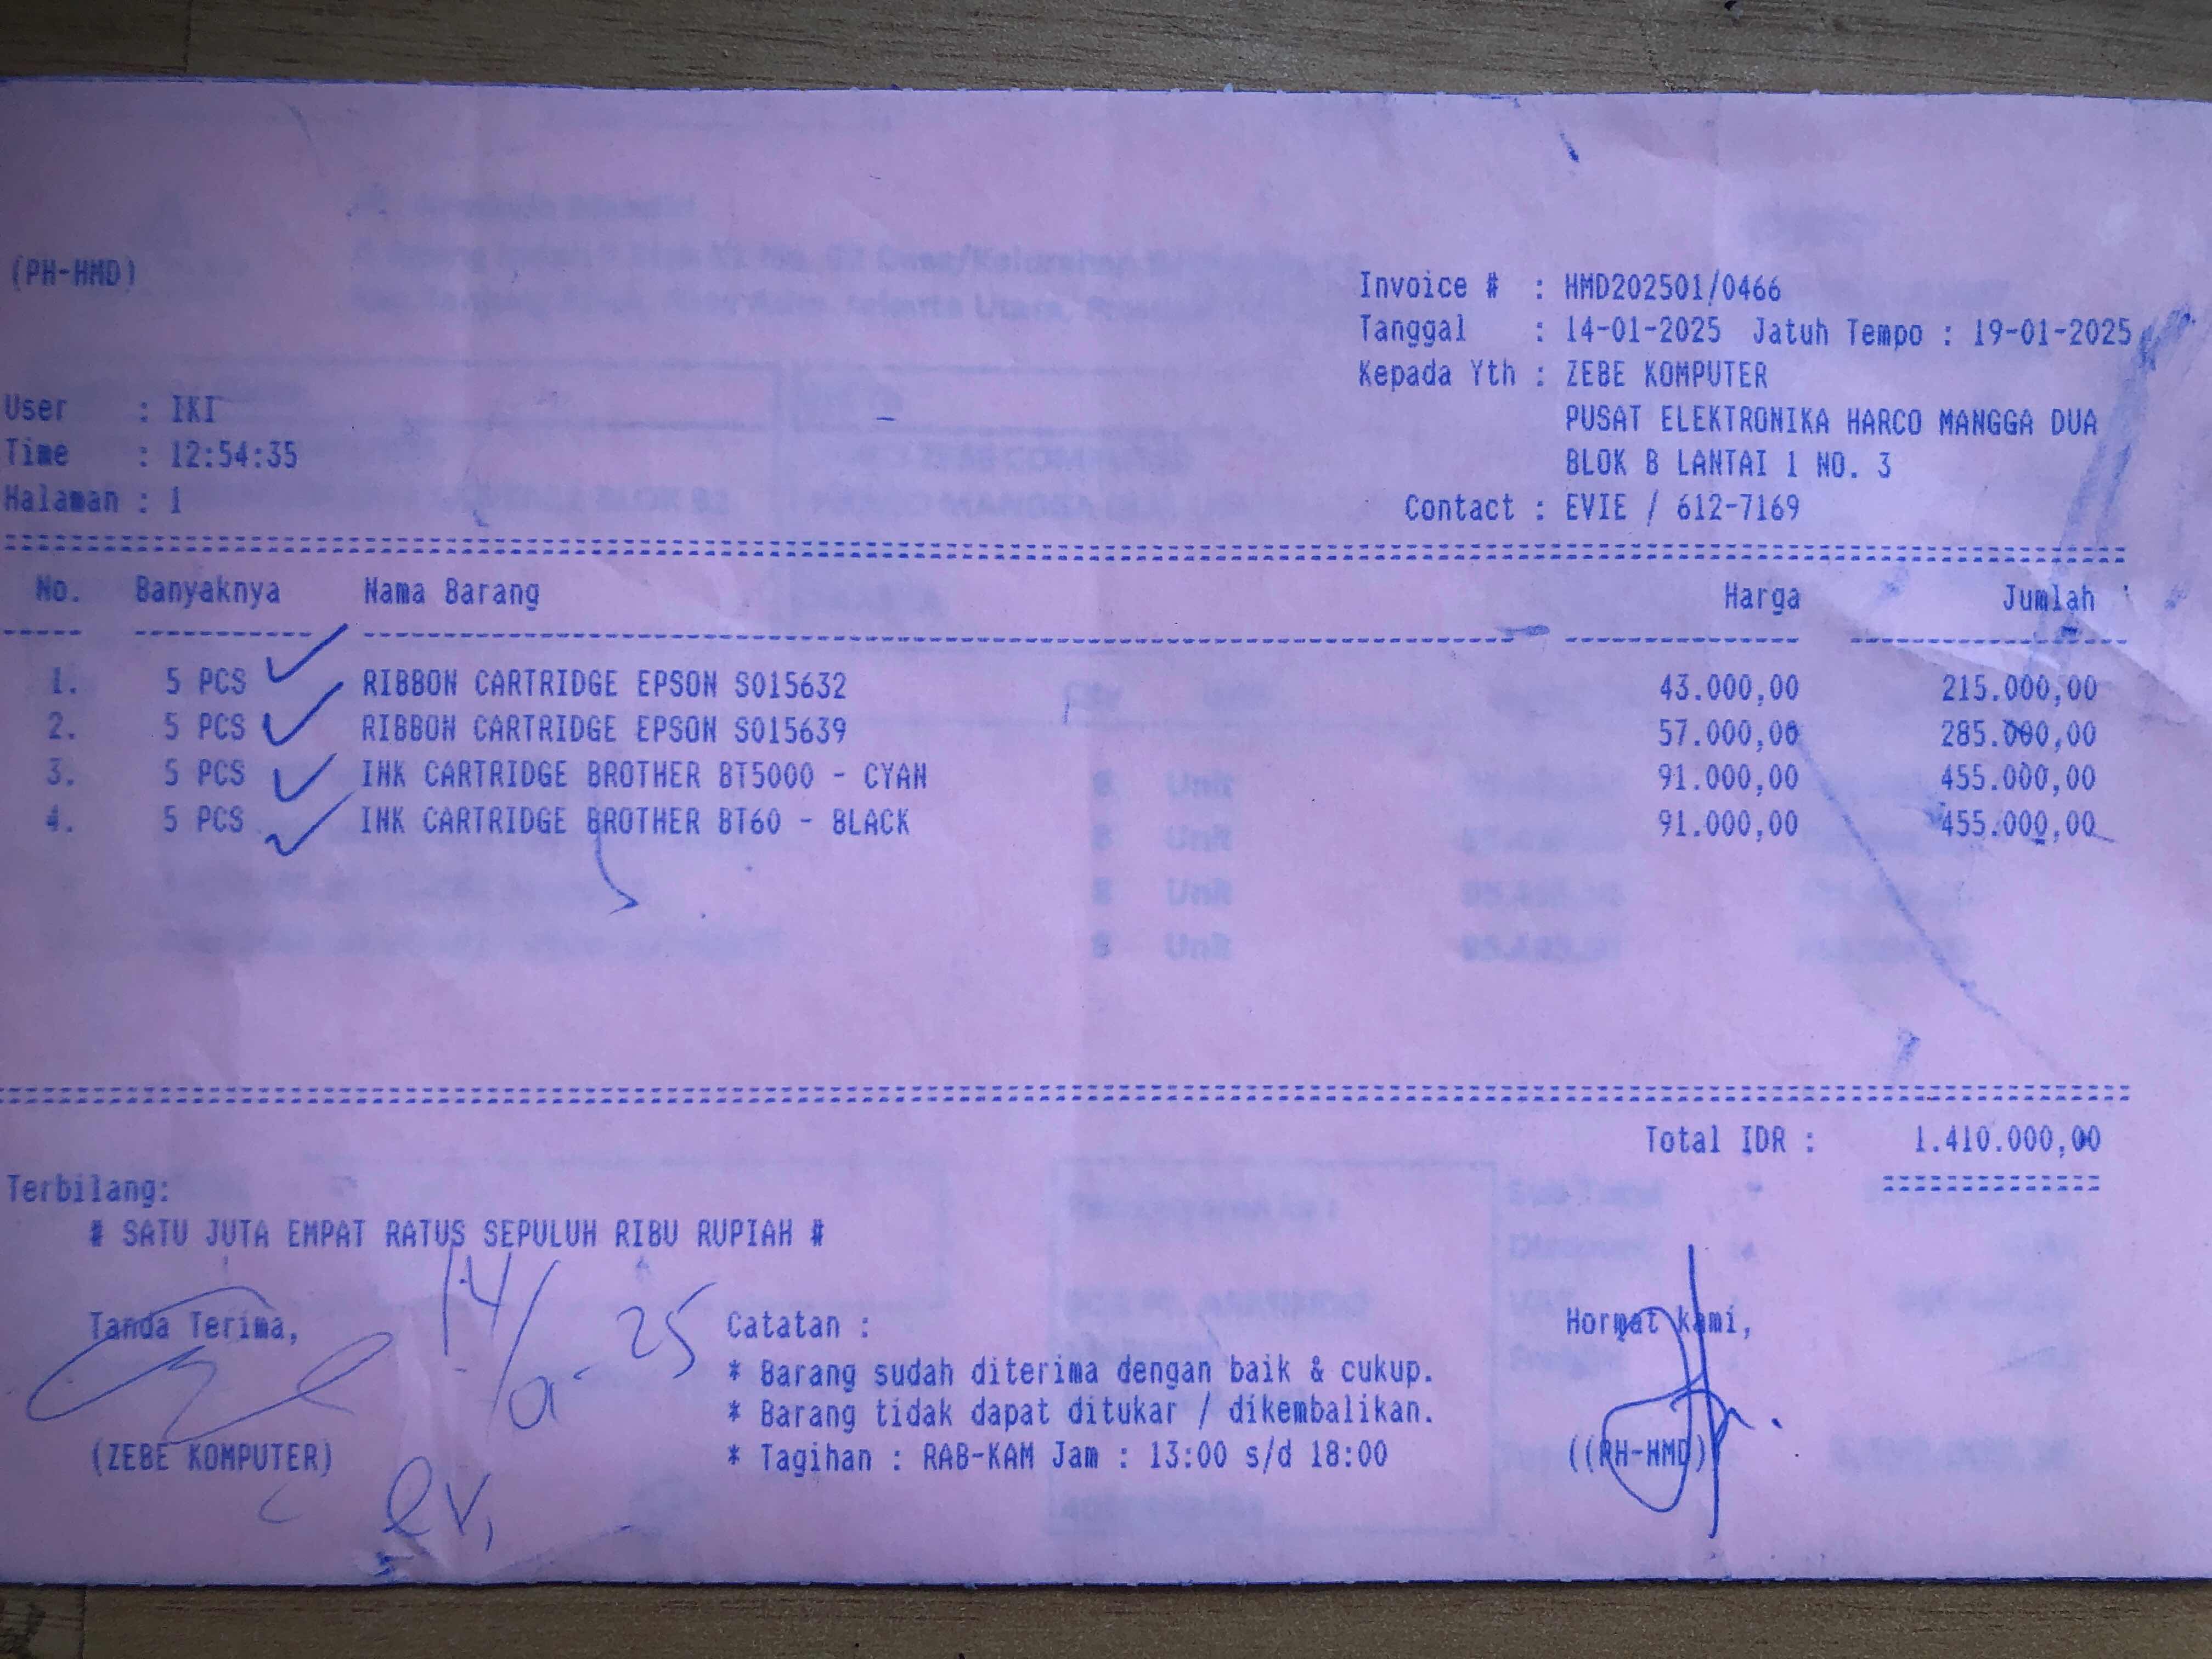 (PH-HMD)
Invoice # : HMD202501/0466
Tanggal : 14-01-2025 Jatuh Tempo : 19-01-2025
Kepada Yth : ZEBE KOMPUTER
PUSAT ELEKTRONIKA HARCO MANGGA DUA
BLOK B LANTAI 1 NO. 3
Contact : EVIE / 612-7169
User : IKI
Time : 12:54:35
Halaman : 1
No. Banyaknya Nama Barang Harga Jumlah
1. 5 PCS RIBBON CARTRIDGE EPSON S015632 43.000,00 215.000,00
2. 5 PCS RIBBON CARTRIDGE EPSON S015639 57.000,00 285.000,00
3. 5 PCS INK CARTRIDGE BROTHER BT5000 - CYAN 91.000,00 455.000,00
4. 5 PCS INK CARTRIDGE BROTHER BT60 - BLACK 91.000,00 455.000,00
Total IDR : 1.410.000,00
Terbilang:
# SATU JUTA EMPAT RATUS SEPULUH RIBU RUPIAH #
Tanda Terima,
14/ 25
(ZEBE KOMPUTER)
Catatan :
* Barang sudah diterima dengan baik & cukup.
* Barang tidak dapat ditukar / dikembalikan.
* Tagihan : RAB-KAM Jam : 13:00 s/d 18:00
Hormat kami,
((PH-HMD)